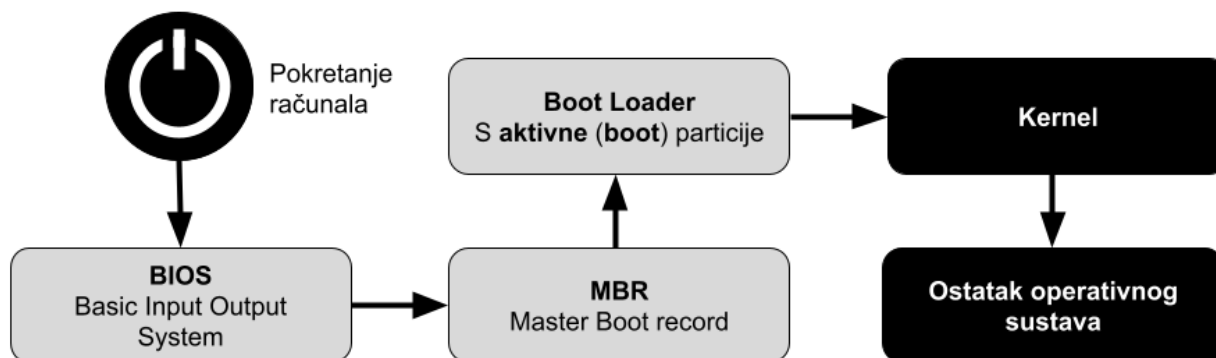 Pokretanje
računala
BIOS
Basic Input Output
System
MBR
Master Boot record
Boot Loader
S aktivne (boot) particije
Kernel
Ostatak operativnog
sustava